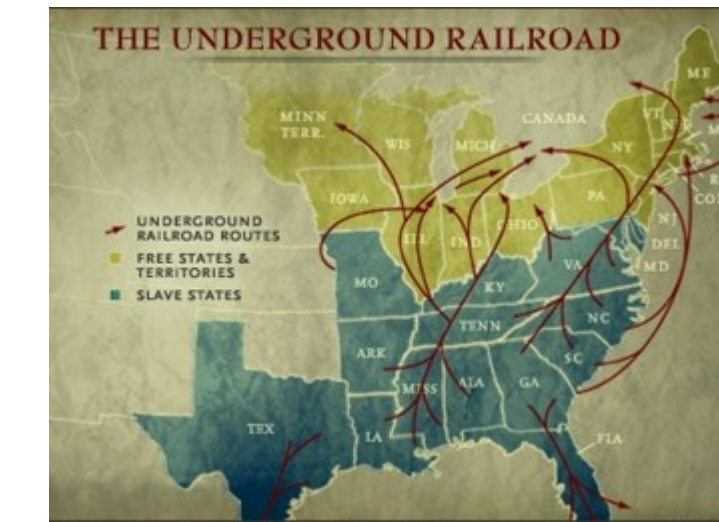 THE UNDERGROUND RAILROAD
ME
MINN
TERR.
WIS
MICH
CANADA
VT
NY
IOWA
ILL
IND
OHIO
PA
NJ
DEL
MD
UNDERGROUND
RAILROAD ROUTES
FREE STATES &
TERRITORIES
SLAVE STATES
MO
KY
VA
TENN
NC
ARK
SC
MISS
ALA
GA
TEX
LA
FLA